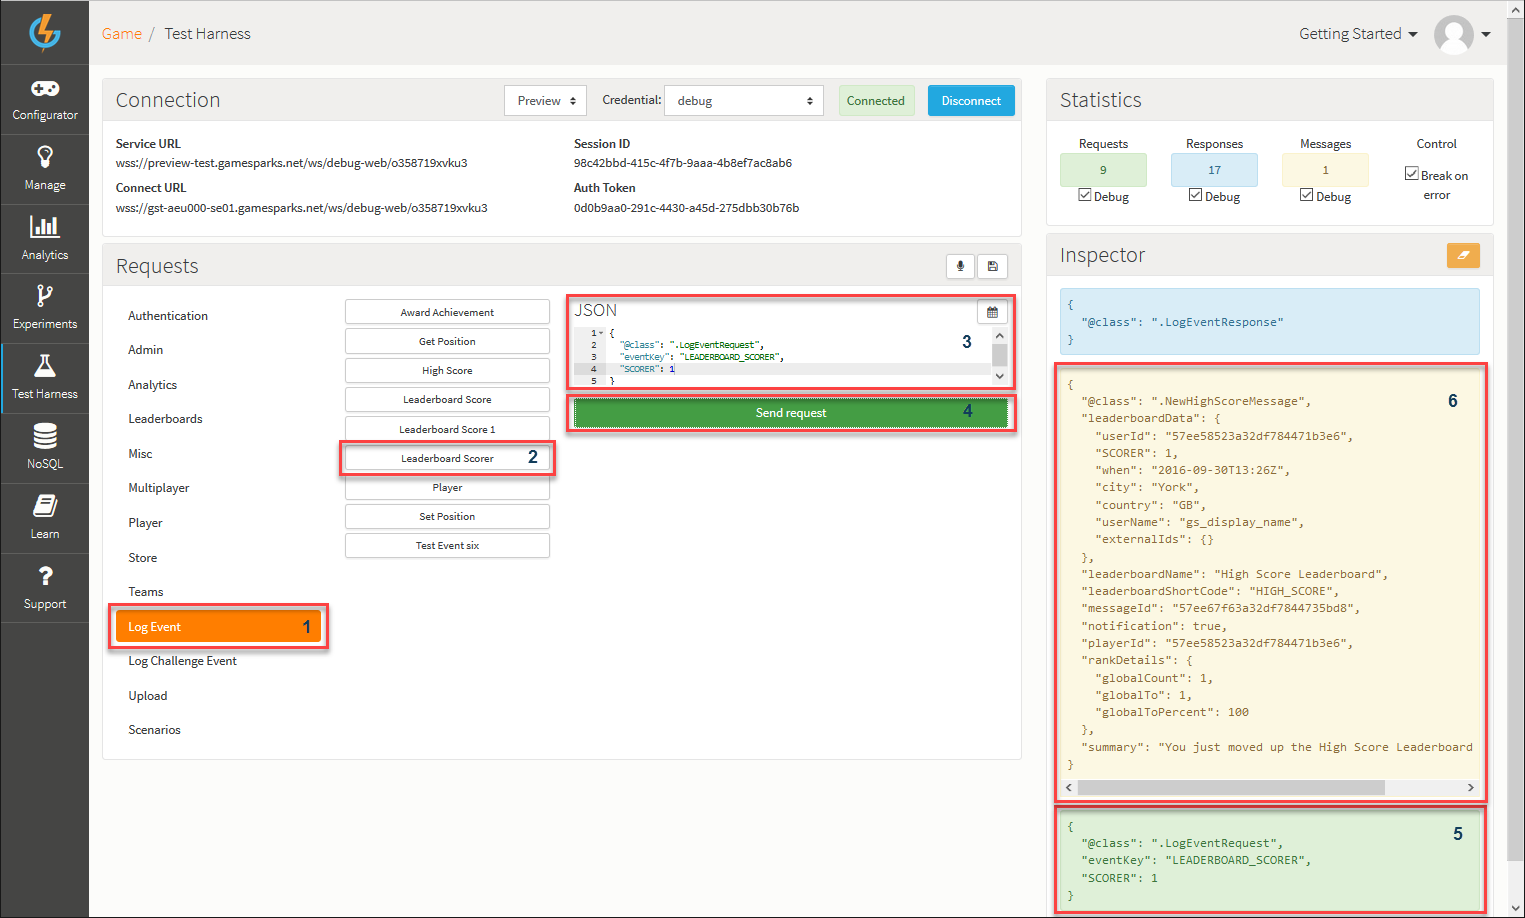 Game / Test Harness
Getting Started
Configurator
Manage
Analytics
Experiments
Test Harness
NoSQL
Learn
Support
Connection
Preview
Credential:
debug
Connected
Disconnect
Service URL
wss://preview-test.gamesparks.net/ws/debug-web/o358719xvku3
Connect URL
wss://gst-aeu000-se01.gamesparks.net/ws/debug-web/o358719xvku3
Session ID
98c42bbd-415c-4f7b-9aaa-4b8ef7ac8ab6
Auth Token
0d0b9aa0-291c-4430-a45d-275dbb30b76b
Statistics
Requests
9
Debug
Responses
17
Debug
Messages
1
Debug
Control
Break on
error
Requests
Authentication
Admin
Analytics
Leaderboards
Misc
Multiplayer
Player
Store
Teams
Log Event 1
Log Challenge Event
Upload
Scenarios
Award Achievement
Get Position
High Score
Leaderboard Score
Leaderboard Score 1
Leaderboard Scorer 2
Player
Set Position
Test Event six
JSON
3
1 {
2 "@class": ".LogEventRequest",
3 "eventKey": "LEADERBOARD_SCORER",
4 "SCORER": 1
5 }
Send request 4
Inspector
{
"@class": ".LogEventResponse"
}
6
{
"@class": ".NewHighScoreMessage",
"leaderboardData": {
"userId": "57ee58523a32df784471b3e6",
"SCORER": 1,
"when": "2016-09-30T13:26Z",
"city": "York",
"country": "GB",
"userName": "gs_display_name",
"externalIds": {}
},
"leaderboardName": "High Score Leaderboard",
"leaderboardShortCode": "HIGH_SCORE",
"messageId": "57ee67f63a32df7844735bd8",
"notification": true,
"playerId": "57ee58523a32df784471b3e6",
"rankDetails": {
"globalCount": 1,
"globalTo": 1,
"globalToPercent": 100
},
"summary": "You just moved up the High Score Leaderboard
}
5
{
"@class": ".LogEventRequest",
"eventKey": "LEADERBOARD_SCORER",
"SCORER": 1
}